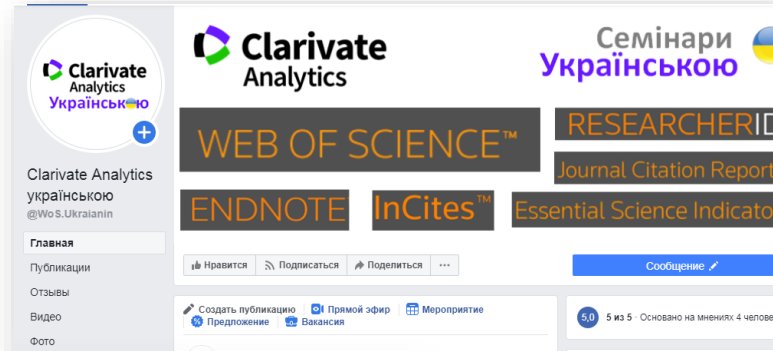 Clarivate
Analytics
Українською
Clarivate
Analytics
Семінари
Українською
WEB OF SCIENCE™
RESEARCHERID
Journal Citation Report
ENDNOTE
InCites™
Essential Science Indicato
Clarivate Analytics
українською
@WoS.Ukraianin
Главная
Публикации
Отзывы
Видео
Фото
Нравится
Подписаться
Поделиться
Сообщение
Создать публикацию
Прямой эфир
Мероприятие
Предложение
Вакансия
5,0
5 из 5 · Основано на мнениях 4 челове